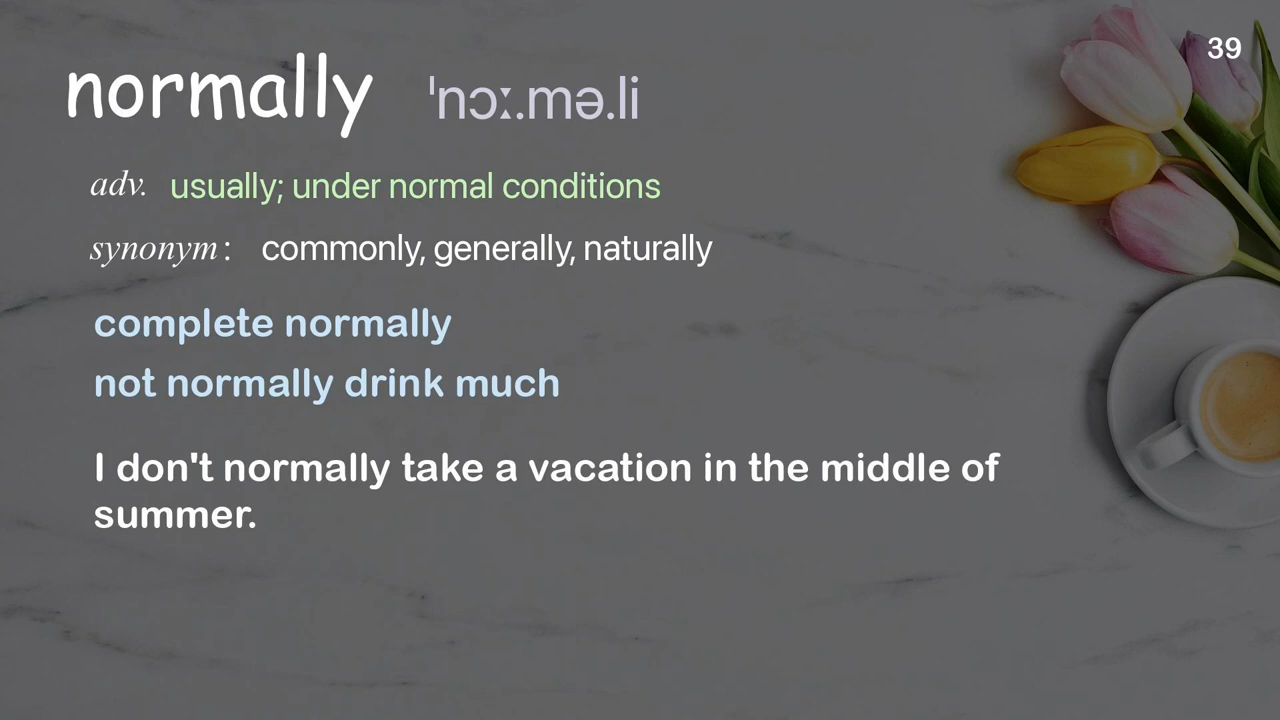 39
normally ˈnɔː.mə.li
adv. usually; under normal conditions
synonym: commonly, generally, naturally
complete normally
not normally drink much
I don't normally take a vacation in the middle of
summer.